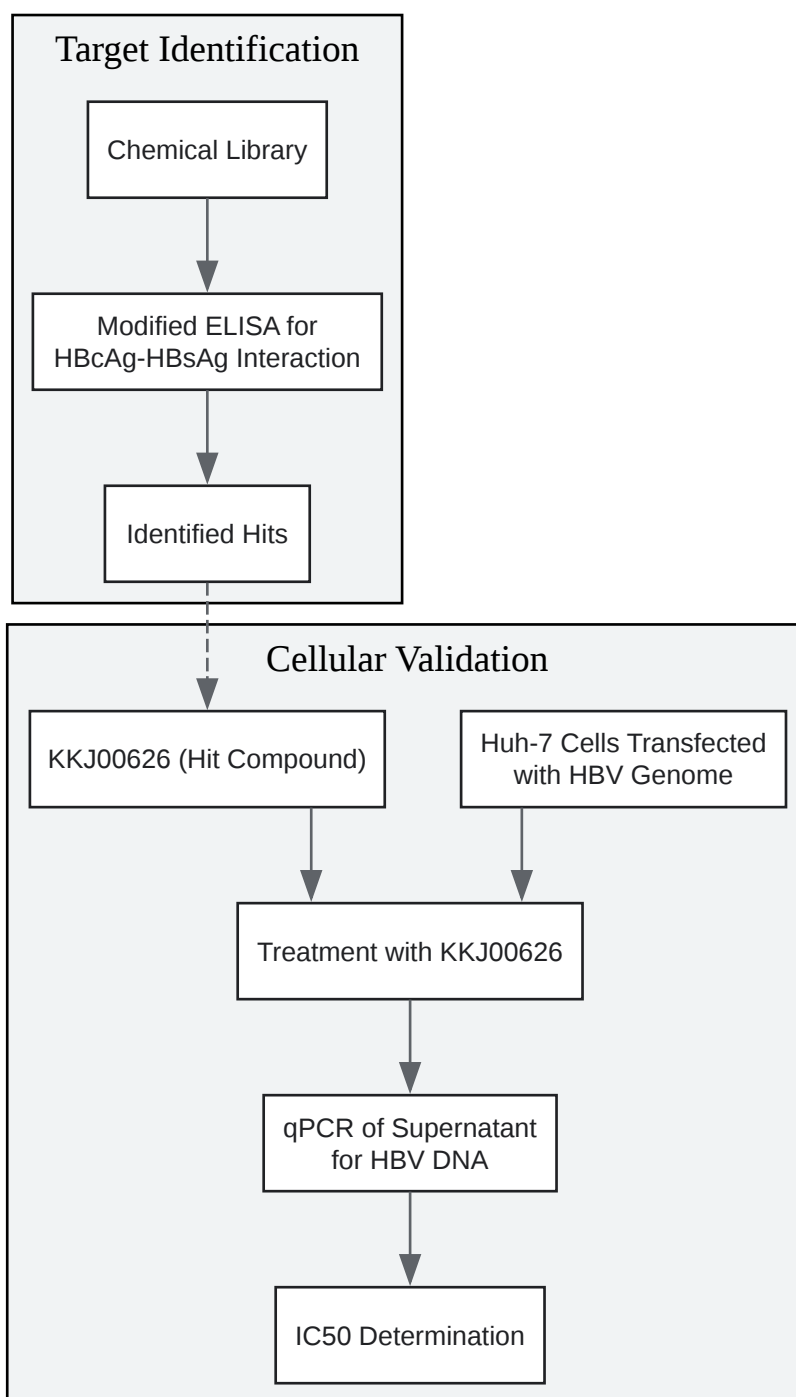 Target Identification
Chemical Library
Modified ELISA for
HBcAg-HBsAg Interaction
Identified Hits
Cellular Validation
KKJ00626 (Hit Compound)
Huh-7 Cells Transfected
with HBV Genome
Treatment with KKJ00626
qPCR of Supernatant
for HBV DNA
IC50 Determination